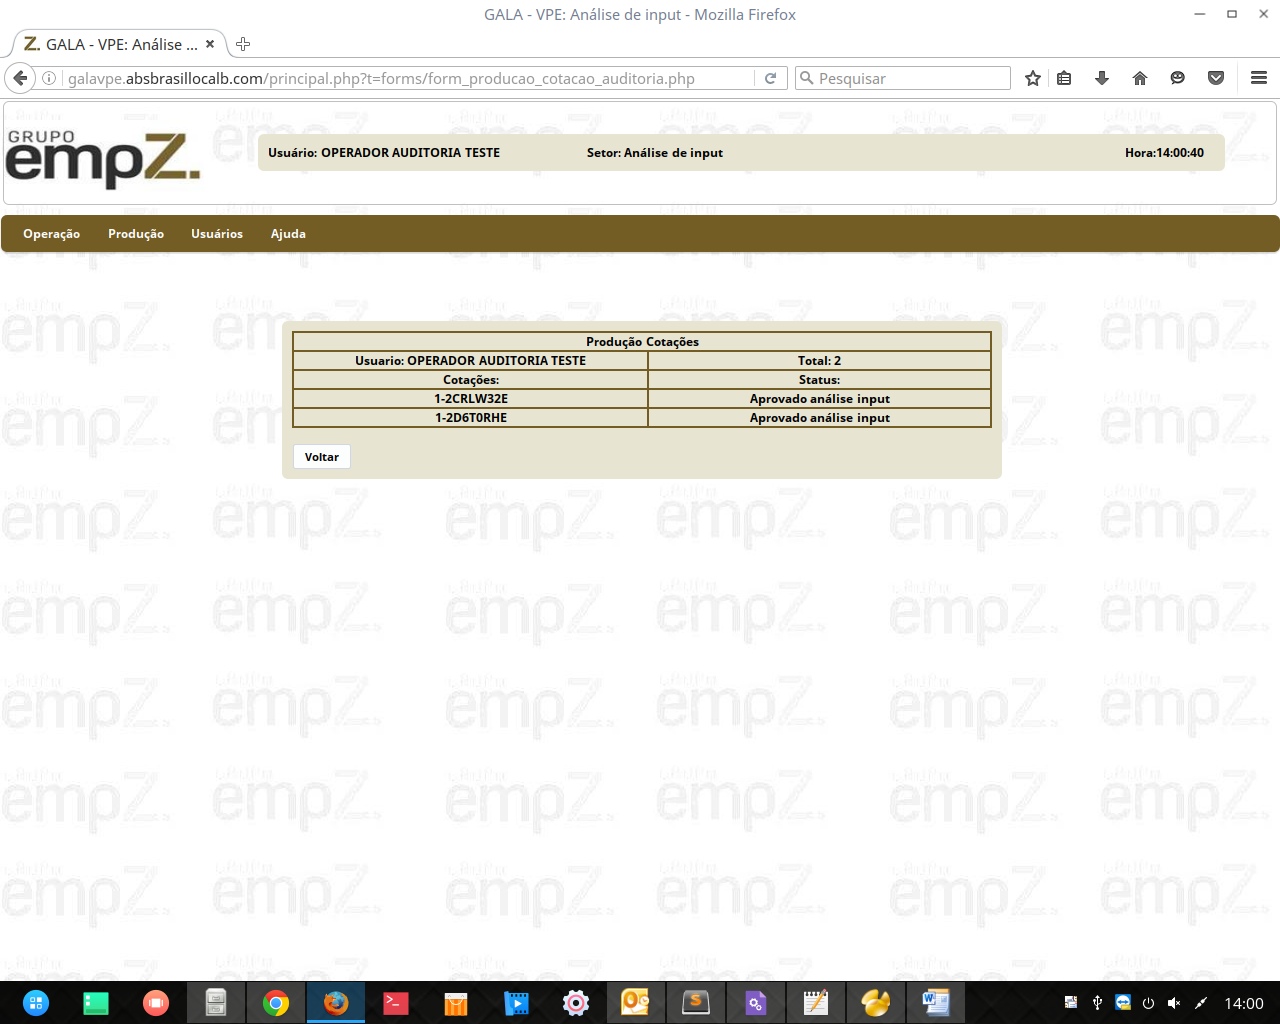 GALA - VPE: Análise de input - Mozilla Firefox
Z. GALA - VPE: Análise ...
galavpe.absbrasillocalb.com/principal.php?t=forms/form_producao_cotacao_auditoria.php
Pesquisar
GRUPO
empZ.
Usuário: OPERADOR AUDITORIA TESTE
Setor: Análise de input
Hora:14:00:40
Operação
Produção
Usuários
Ajuda
Produção Cotações
Usuario: OPERADOR AUDITORIA TESTE
Total: 2
Cotações:
Status:
1-2CRLW32E
Aprovado análise input
1-2D6T0RHE
Aprovado análise input
Voltar
14:00